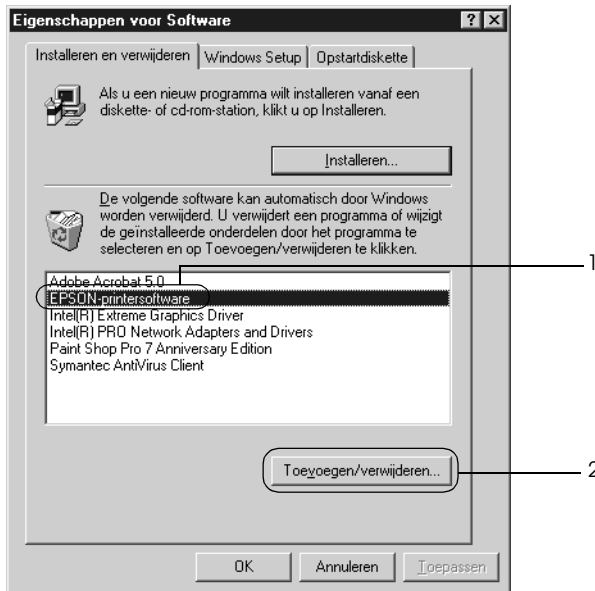 Eigenschappen voor Software
Installeren en verwijderen Windows Setup Opstartdiskette
Als u een nieuw programma wilt installeren vanaf een
diskette- of cd-rom-station, klikt u op Installeren.
Installeren...
De volgende software kan automatisch door Windows
worden verwijderd. U verwijdert een programma of wijzigt
de geïnstalleerde onderdelen door het programma te
selecteren en op Toevoegen/verwijderen te klikken.
1
Adobe Acrobat 5.0
EPSON-printersoftware
Intel(R) Extreme Graphics Driver
Intel(R) PRO Network Adapters and Drivers
Paint Shop Pro 7 Anniversary Edition
Symantec AntiVirus Client
Toevoegen/verwijderen...
2
OK Annuleren Toepassen